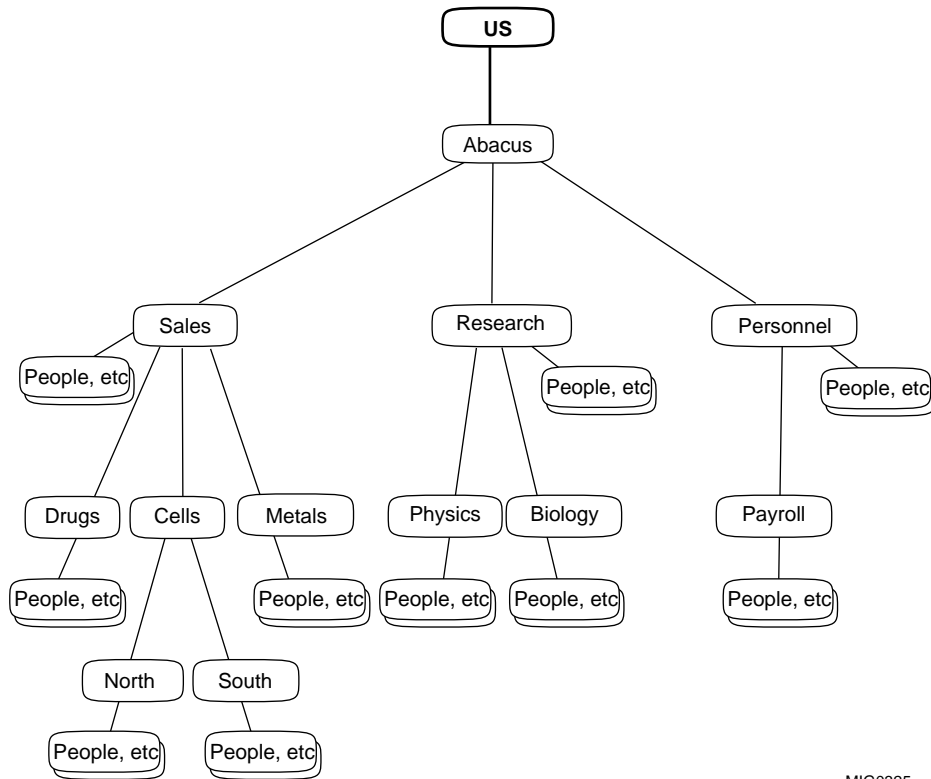 US
Abacus
Sales
Research
Personnel
People, etc
People, etc
People, etc
Drugs
Cells
Metals
Physics
Biology
Payroll
People, etc
People, etc
People, etc
People, etc
People, etc
North
South
People, etc
People, etc